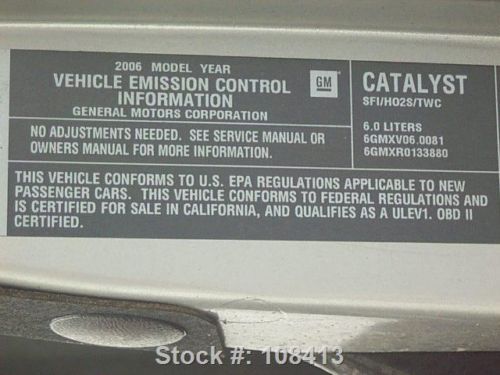 2006 MODEL YEAR
VEHICLE EMISSION CONTROL
INFORMATION
GENERAL MOTORS CORPORATION
GM
CATALYST
SFI/HO2S/TWC
6.0 LITERS
6GMXV06.0081
6GMXR0133880
NO ADJUSTMENTS NEEDED. SEE SERVICE MANUAL OR
OWNERS MANUAL FOR MORE INFORMATION.
THIS VEHICLE CONFORMS TO U.S. EPA REGULATIONS APPLICABLE TO NEW
PASSENGER CARS. THIS VEHICLE CONFORMS TO FEDERAL REGULATIONS AND
IS CERTIFIED FOR SALE IN CALIFORNIA, AND QUALIFIES AS A ULEV1. OBD II
CERTIFIED.
Stock #: 108413